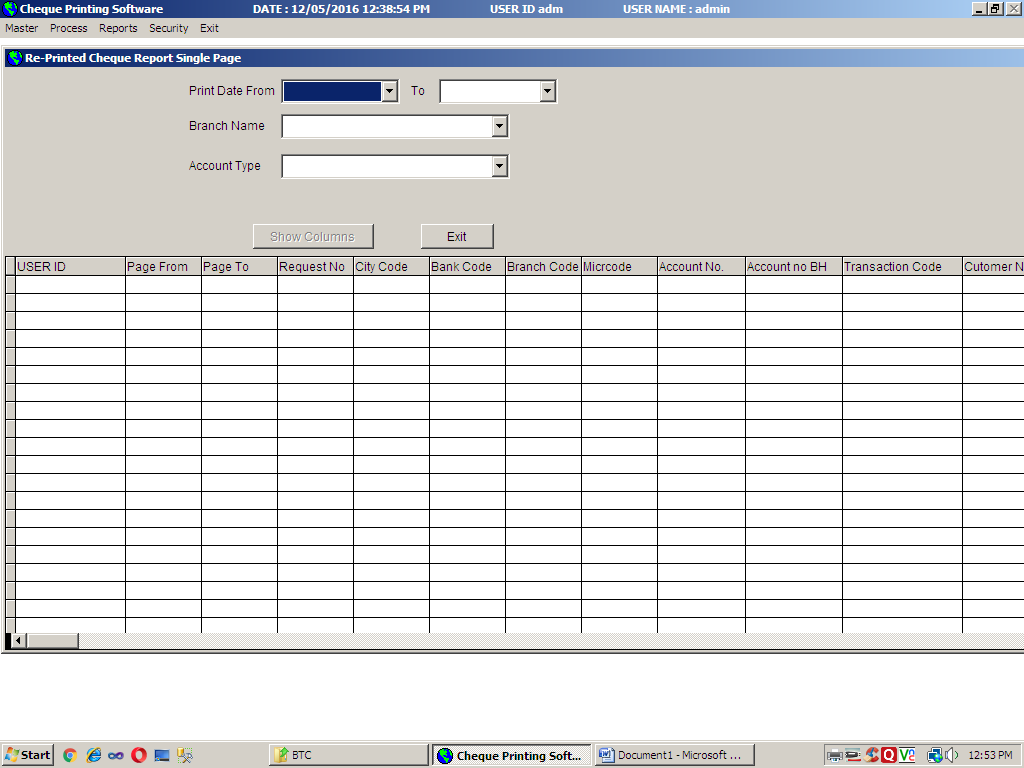 Cheque Printing Software DATE : 12/05/2016 12:38:54 PM USER ID adm USER NAME : admin
Master Process Reports Security Exit
Re-Printed Cheque Report Single Page
Print Date From To
Branch Name
Account Type
Show Columns Exit
USER ID Page From Page To Request No City Code Bank Code Branch Code Micrcode Account No. Account no BH Transaction Code Cutomer N
Start BTC Cheque Printing Soft... Document1 - Microsoft ... 12:53 PM